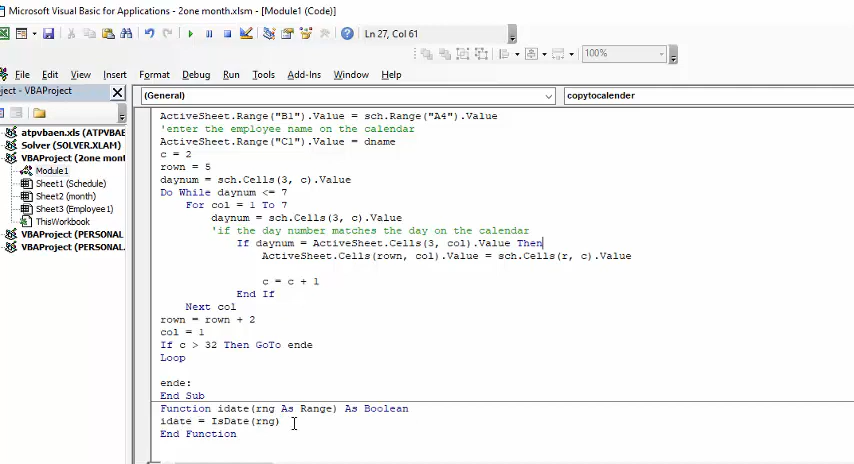 Microsoft Visual Basic for Applications - 2one month.xlsm - [Module1 (Code)]
Ln 27, Col 61
100%
File Edit View Insert Format Debug Run Tools Add-Ins Window Help
ject - VBAProject
(General) copytocalender
atpvbaen.xls (ATPVBAE
Solver (SOLVER.XLAM)
VBAProject (2one mont
Module1
Sheet1 (Schedule)
Sheet2 (month)
Sheet3 (Employee1)
ThisWorkbook
VBAProject (PERSONAL
VBAProject (PERSONAL.
ActiveSheet.Range("B1").Value = sch.Range("A4").Value
'enter the employee name on the calendar
ActiveSheet.Range("C1").Value = dname
c = 2
rown = 5
daynum = sch.Cells(3, c).Value
Do While daynum <= 7
For col = 1 To 7
daynum = sch.Cells(3, c).Value
'if the day number matches the day on the calendar
If daynum = ActiveSheet.Cells(3, col).Value Then
ActiveSheet.Cells(rown, col).Value = sch.Cells(r, c).Value
c = c + 1
End If
Next col
rown = rown + 2
col = 1
If c > 32 Then GoTo ende
Loop
ende:
End Sub
Function idate(rng As Range) As Boolean
idate = IsDate(rng)
End Function